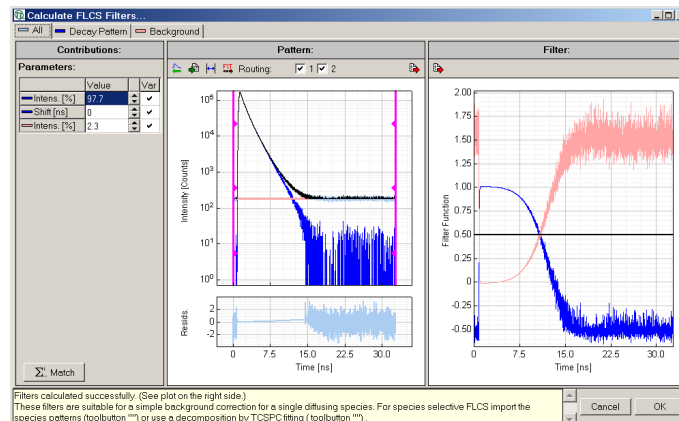 Calculate FLCS Filters...
All Decay Pattern Background
Contributions: Pattern: Filter:
Parameters:
Routing: 1 2
Value Var
Intens. [%] 97.7
Shift [ns] 0
Intens. [%] 2.3
Intensity [Counts]
10⁵
10⁴
10³
10²
10¹
10⁰
Resids.
2
0
-2
0 7.5 15.0 22.5 30.0
Time [ns]
Filter Function
2.00
1.75
1.50
1.25
1.00
0.75
0.50
0.25
0.00
-0.25
-0.50
0 7.5 15.0 22.5 30.0
Time [ns]
Σ Match
Filters calculated successfully. (See plot on the right side.)
These filters are suitable for a simple background correction for a single diffusing species. For species selective FLCS import the
species patterns (toolbutton "") or use a decomposition by TCSPC fitting ( toolbutton "") .
Cancel OK